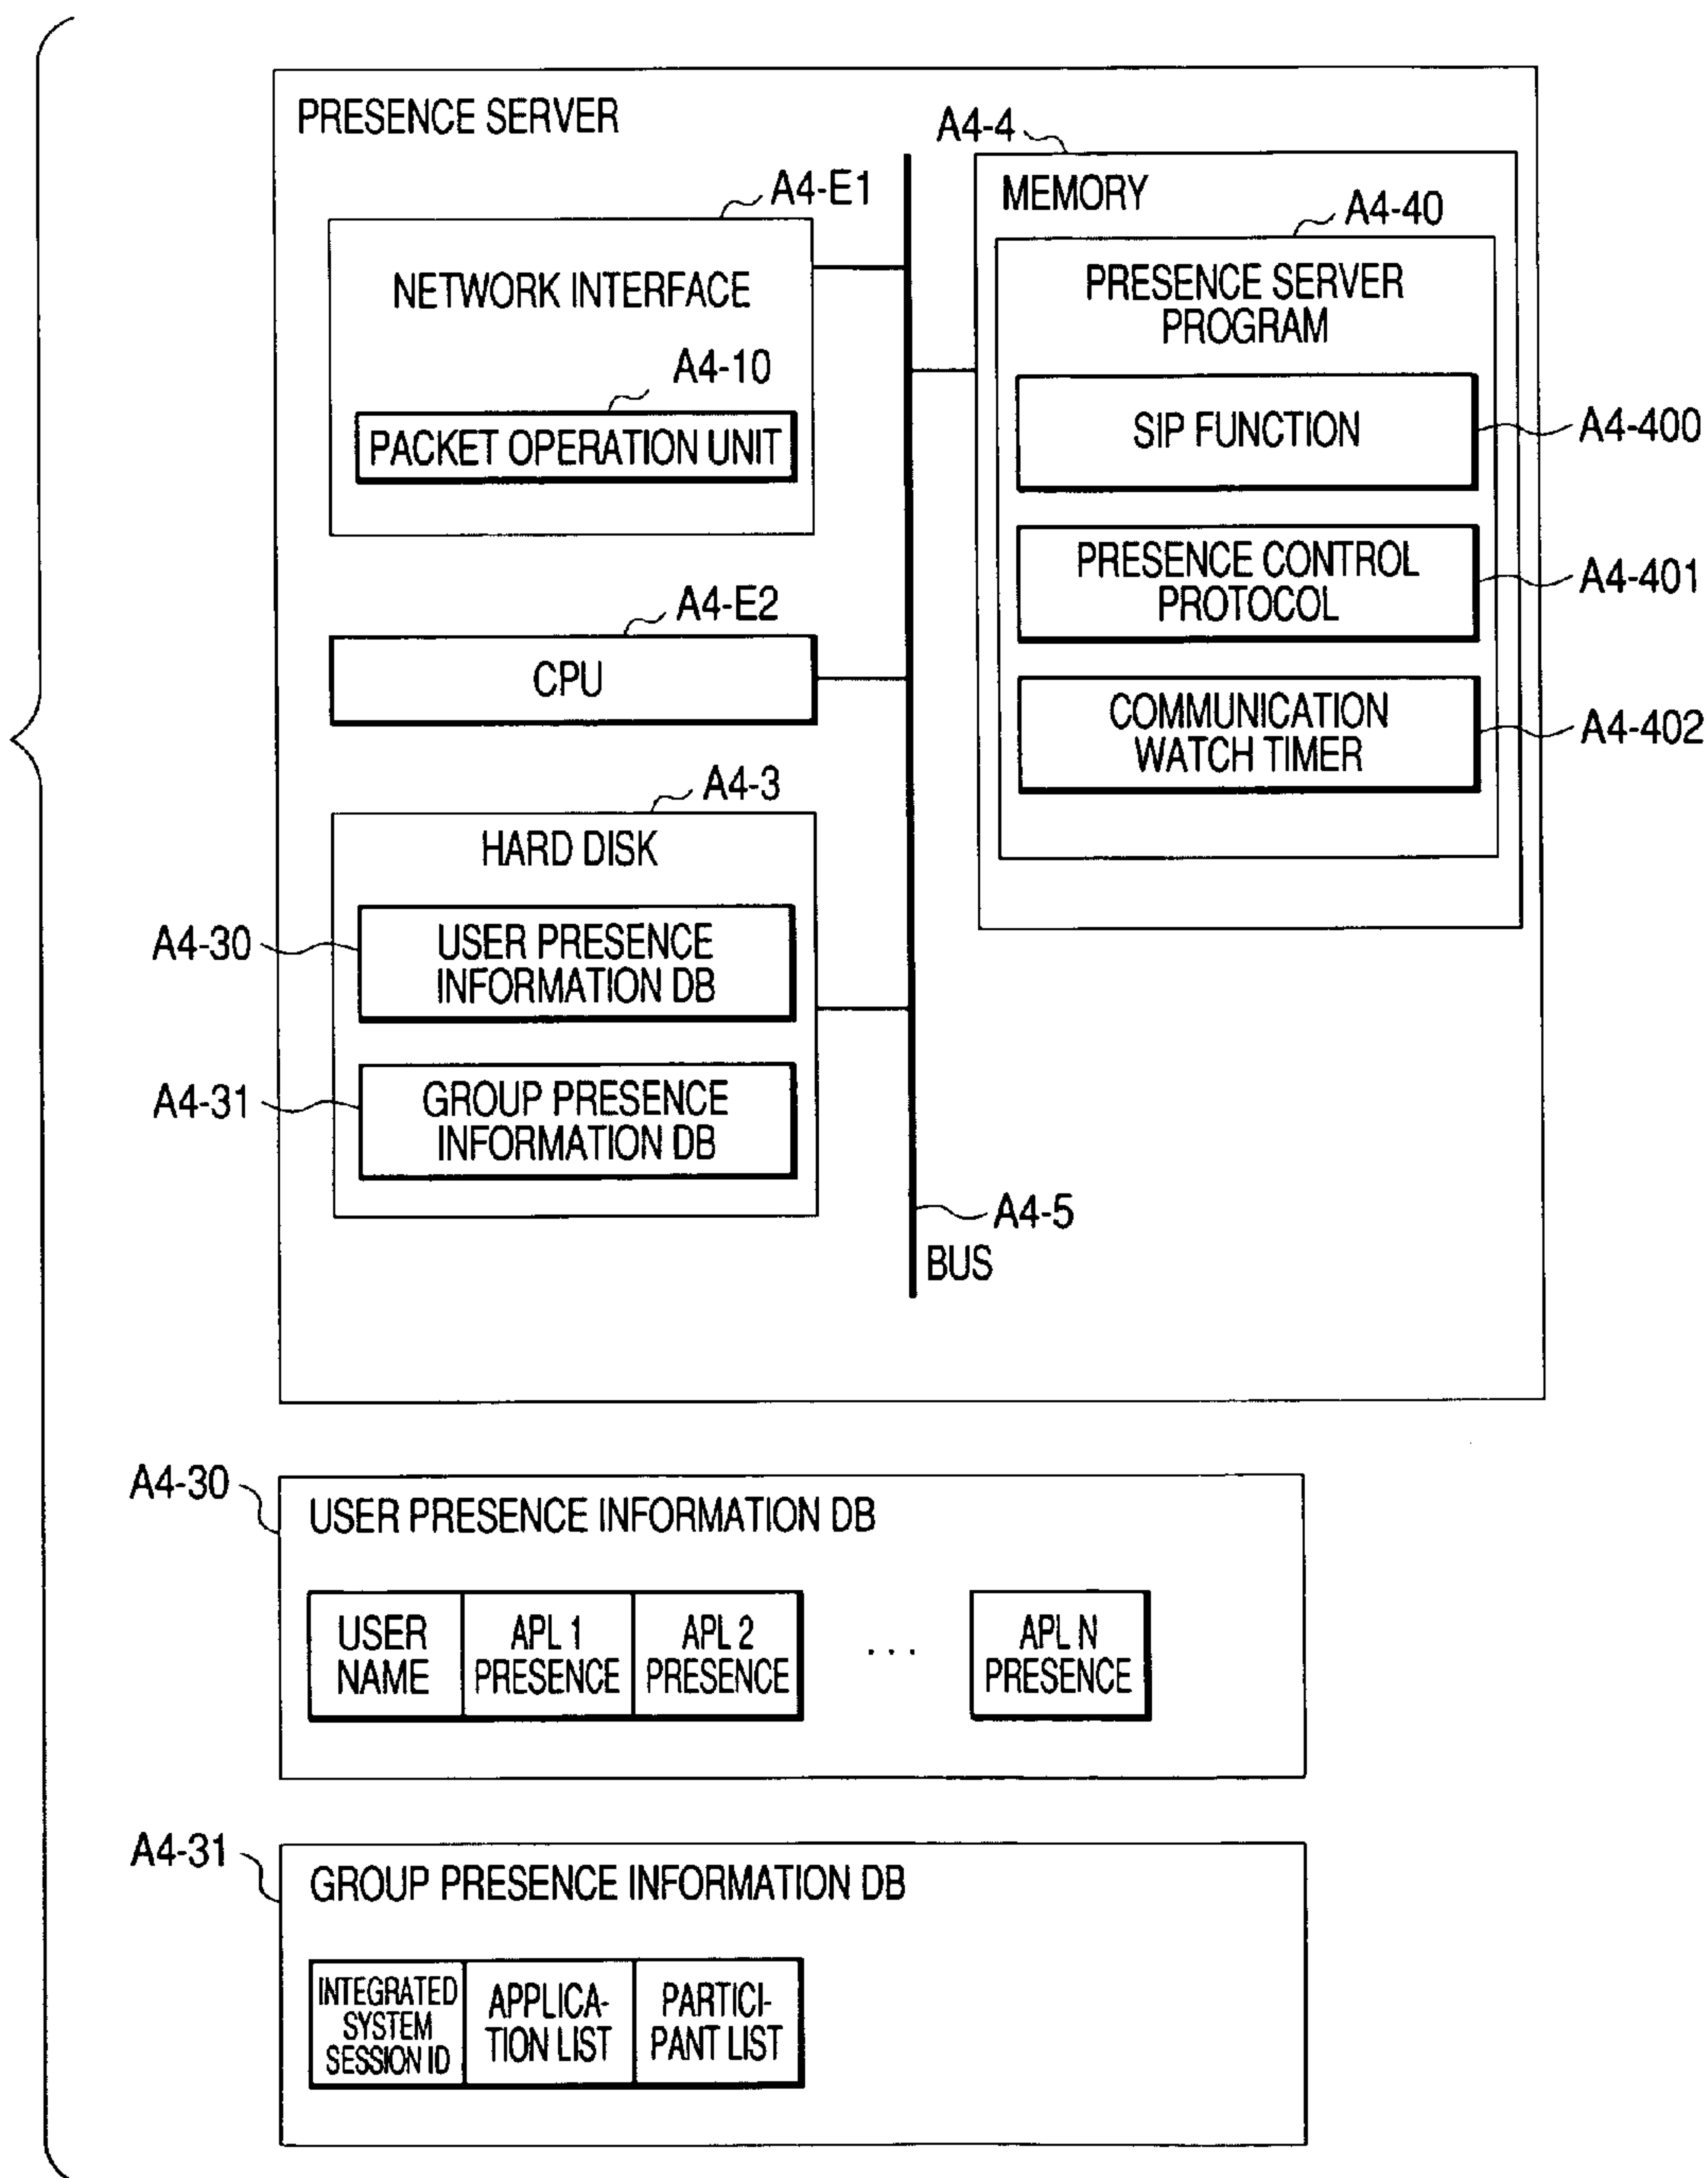 PRESENCE SERVER
A4-E1
NETWORK INTERFACE
A4-10
PACKET OPERATION UNIT
A4-E2
CPU
A4-3
HARD DISK
A4-30
USER PRESENCE
INFORMATION DB
A4-31
GROUP PRESENCE
INFORMATION DB
A4-5
BUS
A4-4
MEMORY
A4-40
PRESENCE SERVER
PROGRAM
SIP FUNCTION
A4-400
PRESENCE CONTROL
PROTOCOL
A4-401
COMMUNICATION
WATCH TIMER
A4-402
A4-30
USER PRESENCE INFORMATION DB
USER
NAME
APL 1
PRESENCE
APL 2
PRESENCE
...
APL N
PRESENCE
A4-31
GROUP PRESENCE INFORMATION DB
INTEGRATED
SYSTEM
SESSION ID
APPLICA-
TION LIST
PARTICI-
PANT LIST